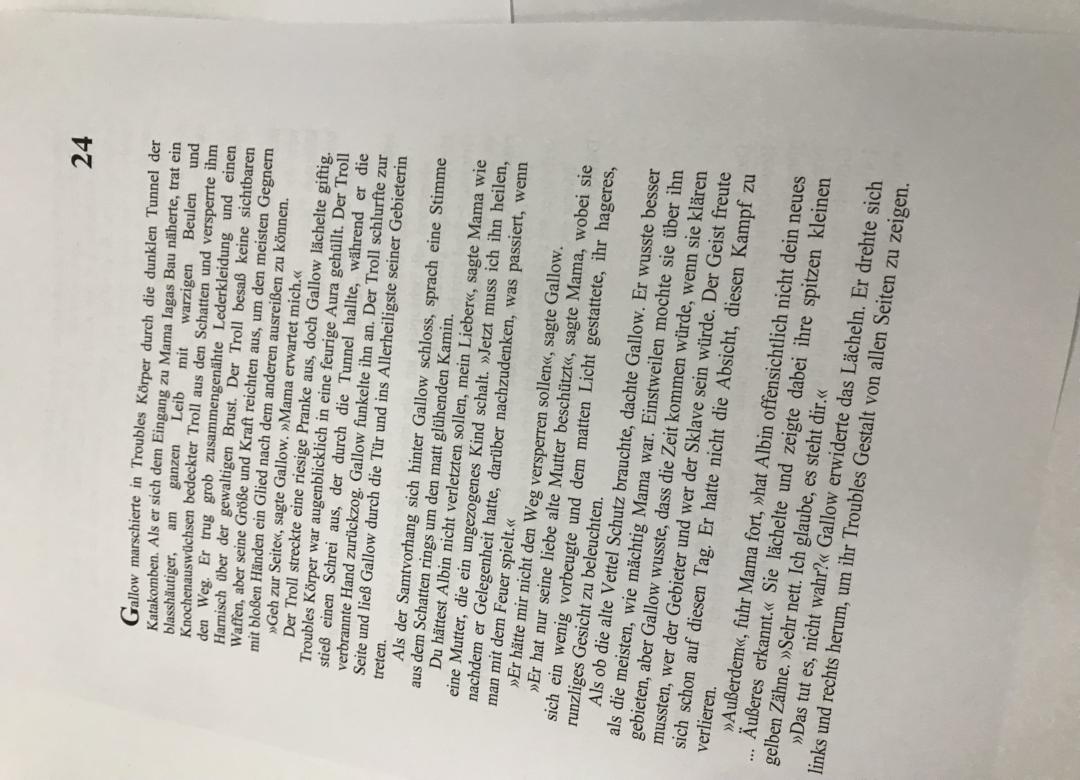 24
Gallow marschierte in Troubles Körper durch die dunklen Tunnel der
Katakomben. Als er sich dem Eingang zu Mama Iagas Bau näherte, trat ein
blasshäutiger, am ganzen Leib mit warzigen Beulen und
Knochenauswüchsen bedeckter Troll aus den Schatten und versperrte ihm
den Weg. Er trug grob zusammengenähte Lederkleidung und einen
Harnisch über der gewaltigen Brust. Der Troll besaß keine sichtbaren
Waffen, aber seine Größe und Kraft reichten aus, um den meisten Gegnern
mit bloßen Händen ein Glied nach dem anderen ausreißen zu können.
»Geh zur Seite«, sagte Gallow. »Mama erwartet mich.«
Der Troll streckte eine riesige Pranke aus, doch Gallow lächelte giftig.
Troubles Körper war augenblicklich in eine feurige Aura gehüllt. Der Troll
stieß einen Schrei aus, der durch die Tunnel hallte, während er die
verbrannte Hand zurückzog. Gallow funkelte ihn an. Der Troll schlurfte zur
Seite und ließ Gallow durch die Tür und ins Allerheiligste seiner Gebieterin
treten.
Als der Samtvorhang sich hinter Gallow schloss, sprach eine Stimme
aus dem Schatten rings um den matt glühenden Kamin.
Du hättest Albin nicht verletzten sollen, mein Lieber«, sagte Mama wie
eine Mutter, die ein ungezogenes Kind schalt. »Jetzt muss ich ihn heilen,
nachdem er Gelegenheit hatte, darüber nachzudenken, was passiert, wenn
man mit dem Feuer spielt.«
»Er hätte mir nicht den Weg versperren sollen«, sagte Gallow.
»Er hat nur seine liebe alte Mutter beschützt«, sagte Mama, wobei sie
sich ein wenig vorbeugte und dem matten Licht gestattete, ihr hageres,
runzliges Gesicht zu beleuchten.
Als ob die alte Vettel Schutz brauchte, dachte Gallow. Er wusste besser
als die meisten, wie mächtig Mama war. Einstweilen mochte sie über ihn
gebieten, aber Gallow wusste, dass die Zeit kommen würde, wenn sie klären
mussten, wer der Gebieter und wer der Sklave sein würde. Der Geist freute
sich schon auf diesen Tag. Er hatte nicht die Absicht, diesen Kampf zu
verlieren.
»Außerdem«, fuhr Mama fort, »hat Albin offensichtlich nicht dein neues
... Äußeres erkannt.« Sie lächelte und zeigte dabei ihre spitzen kleinen
gelben Zähne. »Sehr nett. Ich glaube, es steht dir.«
»Das tut es, nicht wahr?« Gallow erwiderte das Lächeln. Er drehte sich
links und rechts herum, um ihr Troubles Gestalt von allen Seiten zu zeigen.